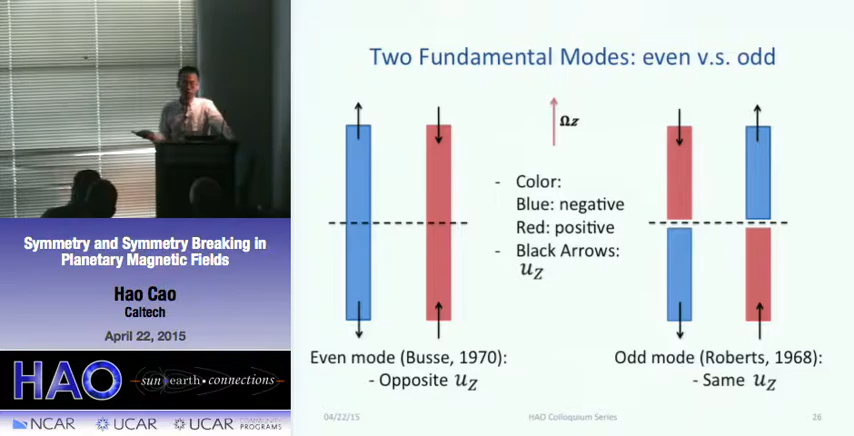 Two Fundamental Modes: even v.s. odd
Ωz
- Color:
Blue: negative
Red: positive
- Black Arrows:
uZ
Even mode (Busse, 1970):
- Opposite uZ
Odd mode (Roberts, 1968):
- Same uZ
04/22/15
HAO Colloquium Series
26
Symmetry and Symmetry Breaking in
Planetary Magnetic Fields
Hao Cao
Caltech
April 22, 2015
HAO
sun earth • connections
NCAR
UCAR
UCAR COMMUNITY
PROGRAMS